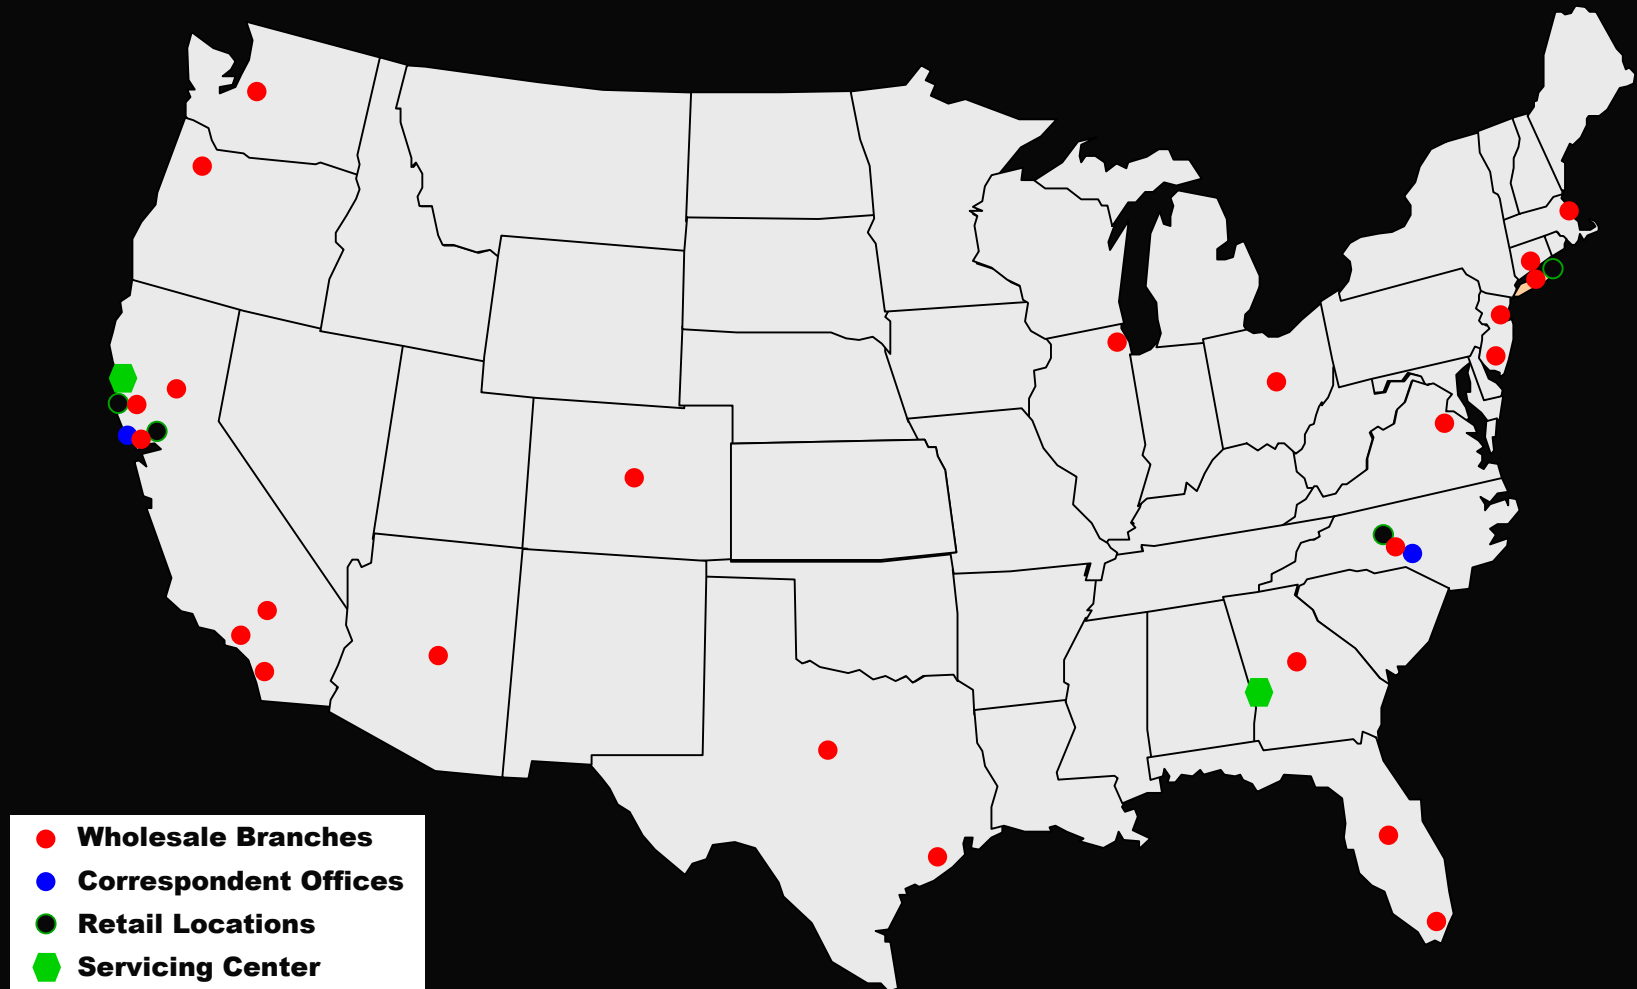 Wholesale Branches
Correspondent Offices
Retail Locations
Servicing Center